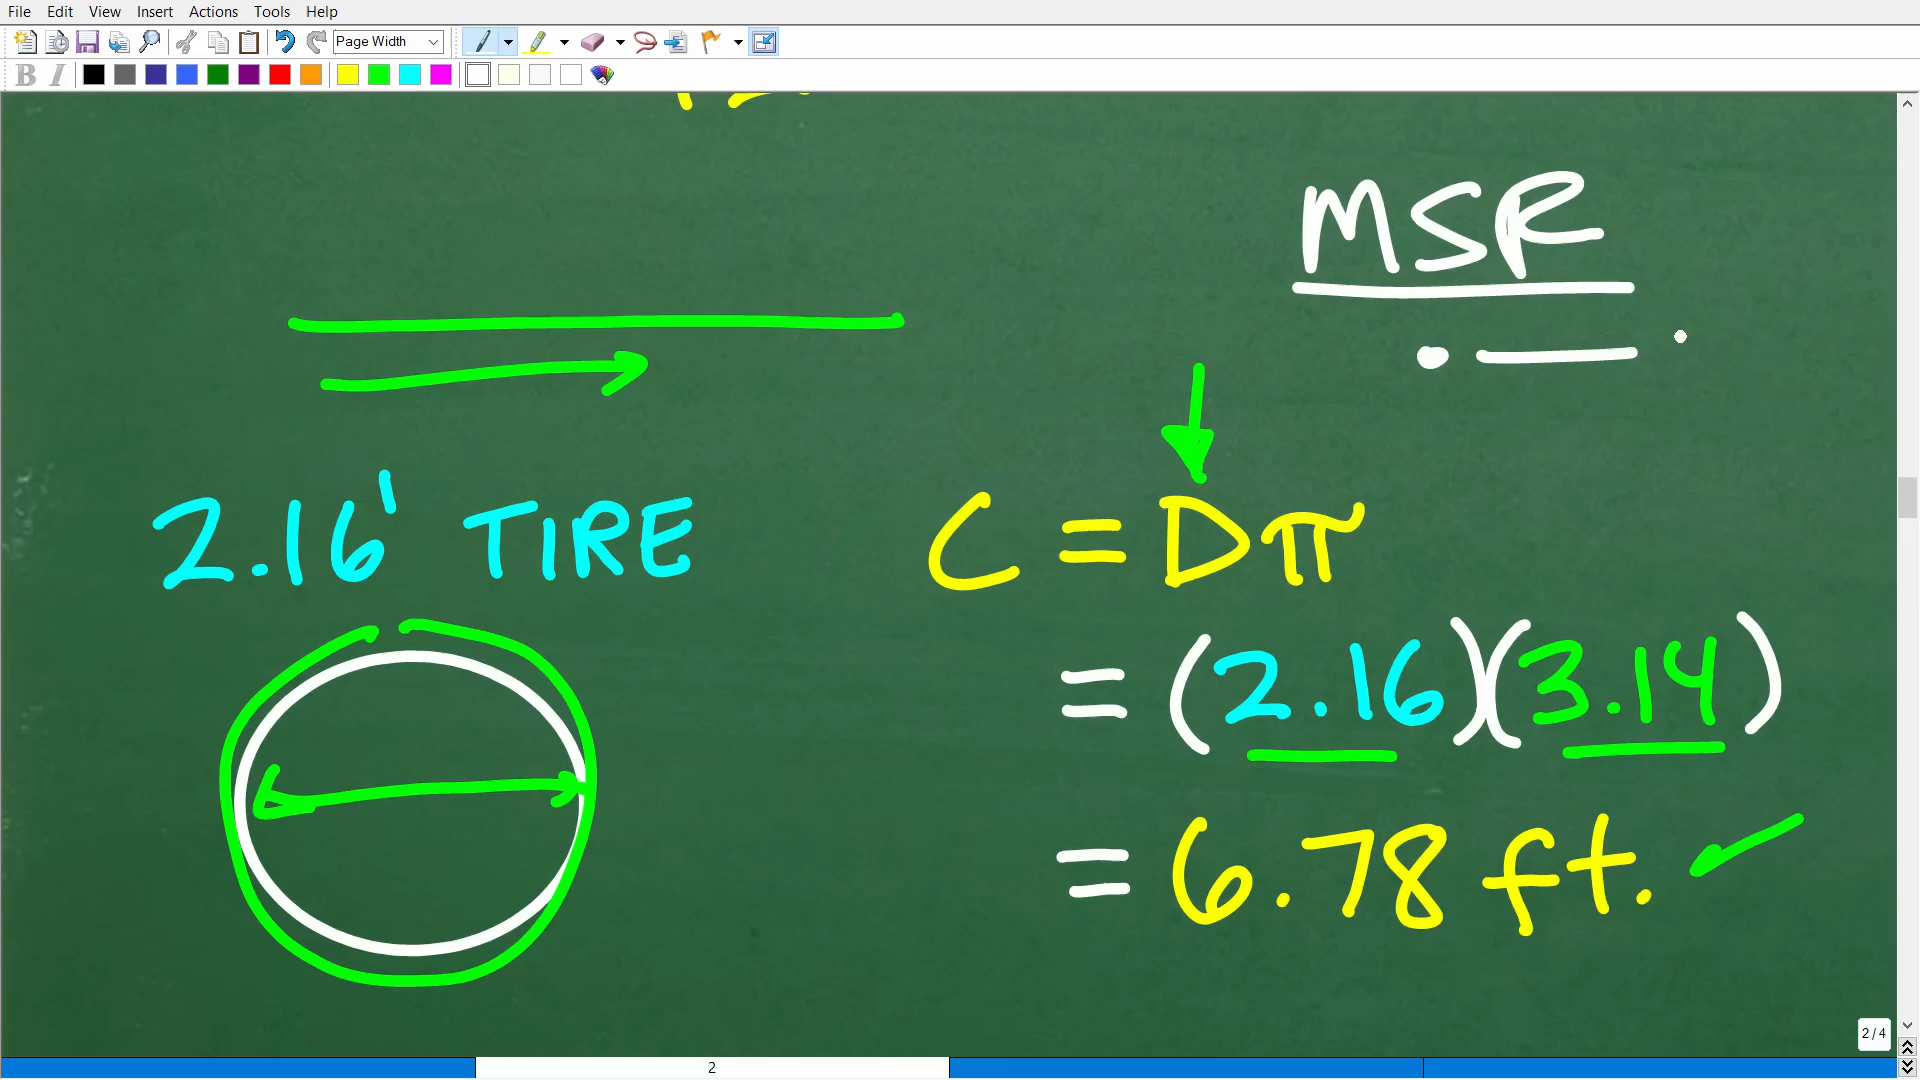 File Edit View Insert Actions Tools Help
Page Width
B I
MSR
2.16' TIRE
C = Dπ
= (2.16)(3.14)
= 6.78 ft.
2 / 4
2